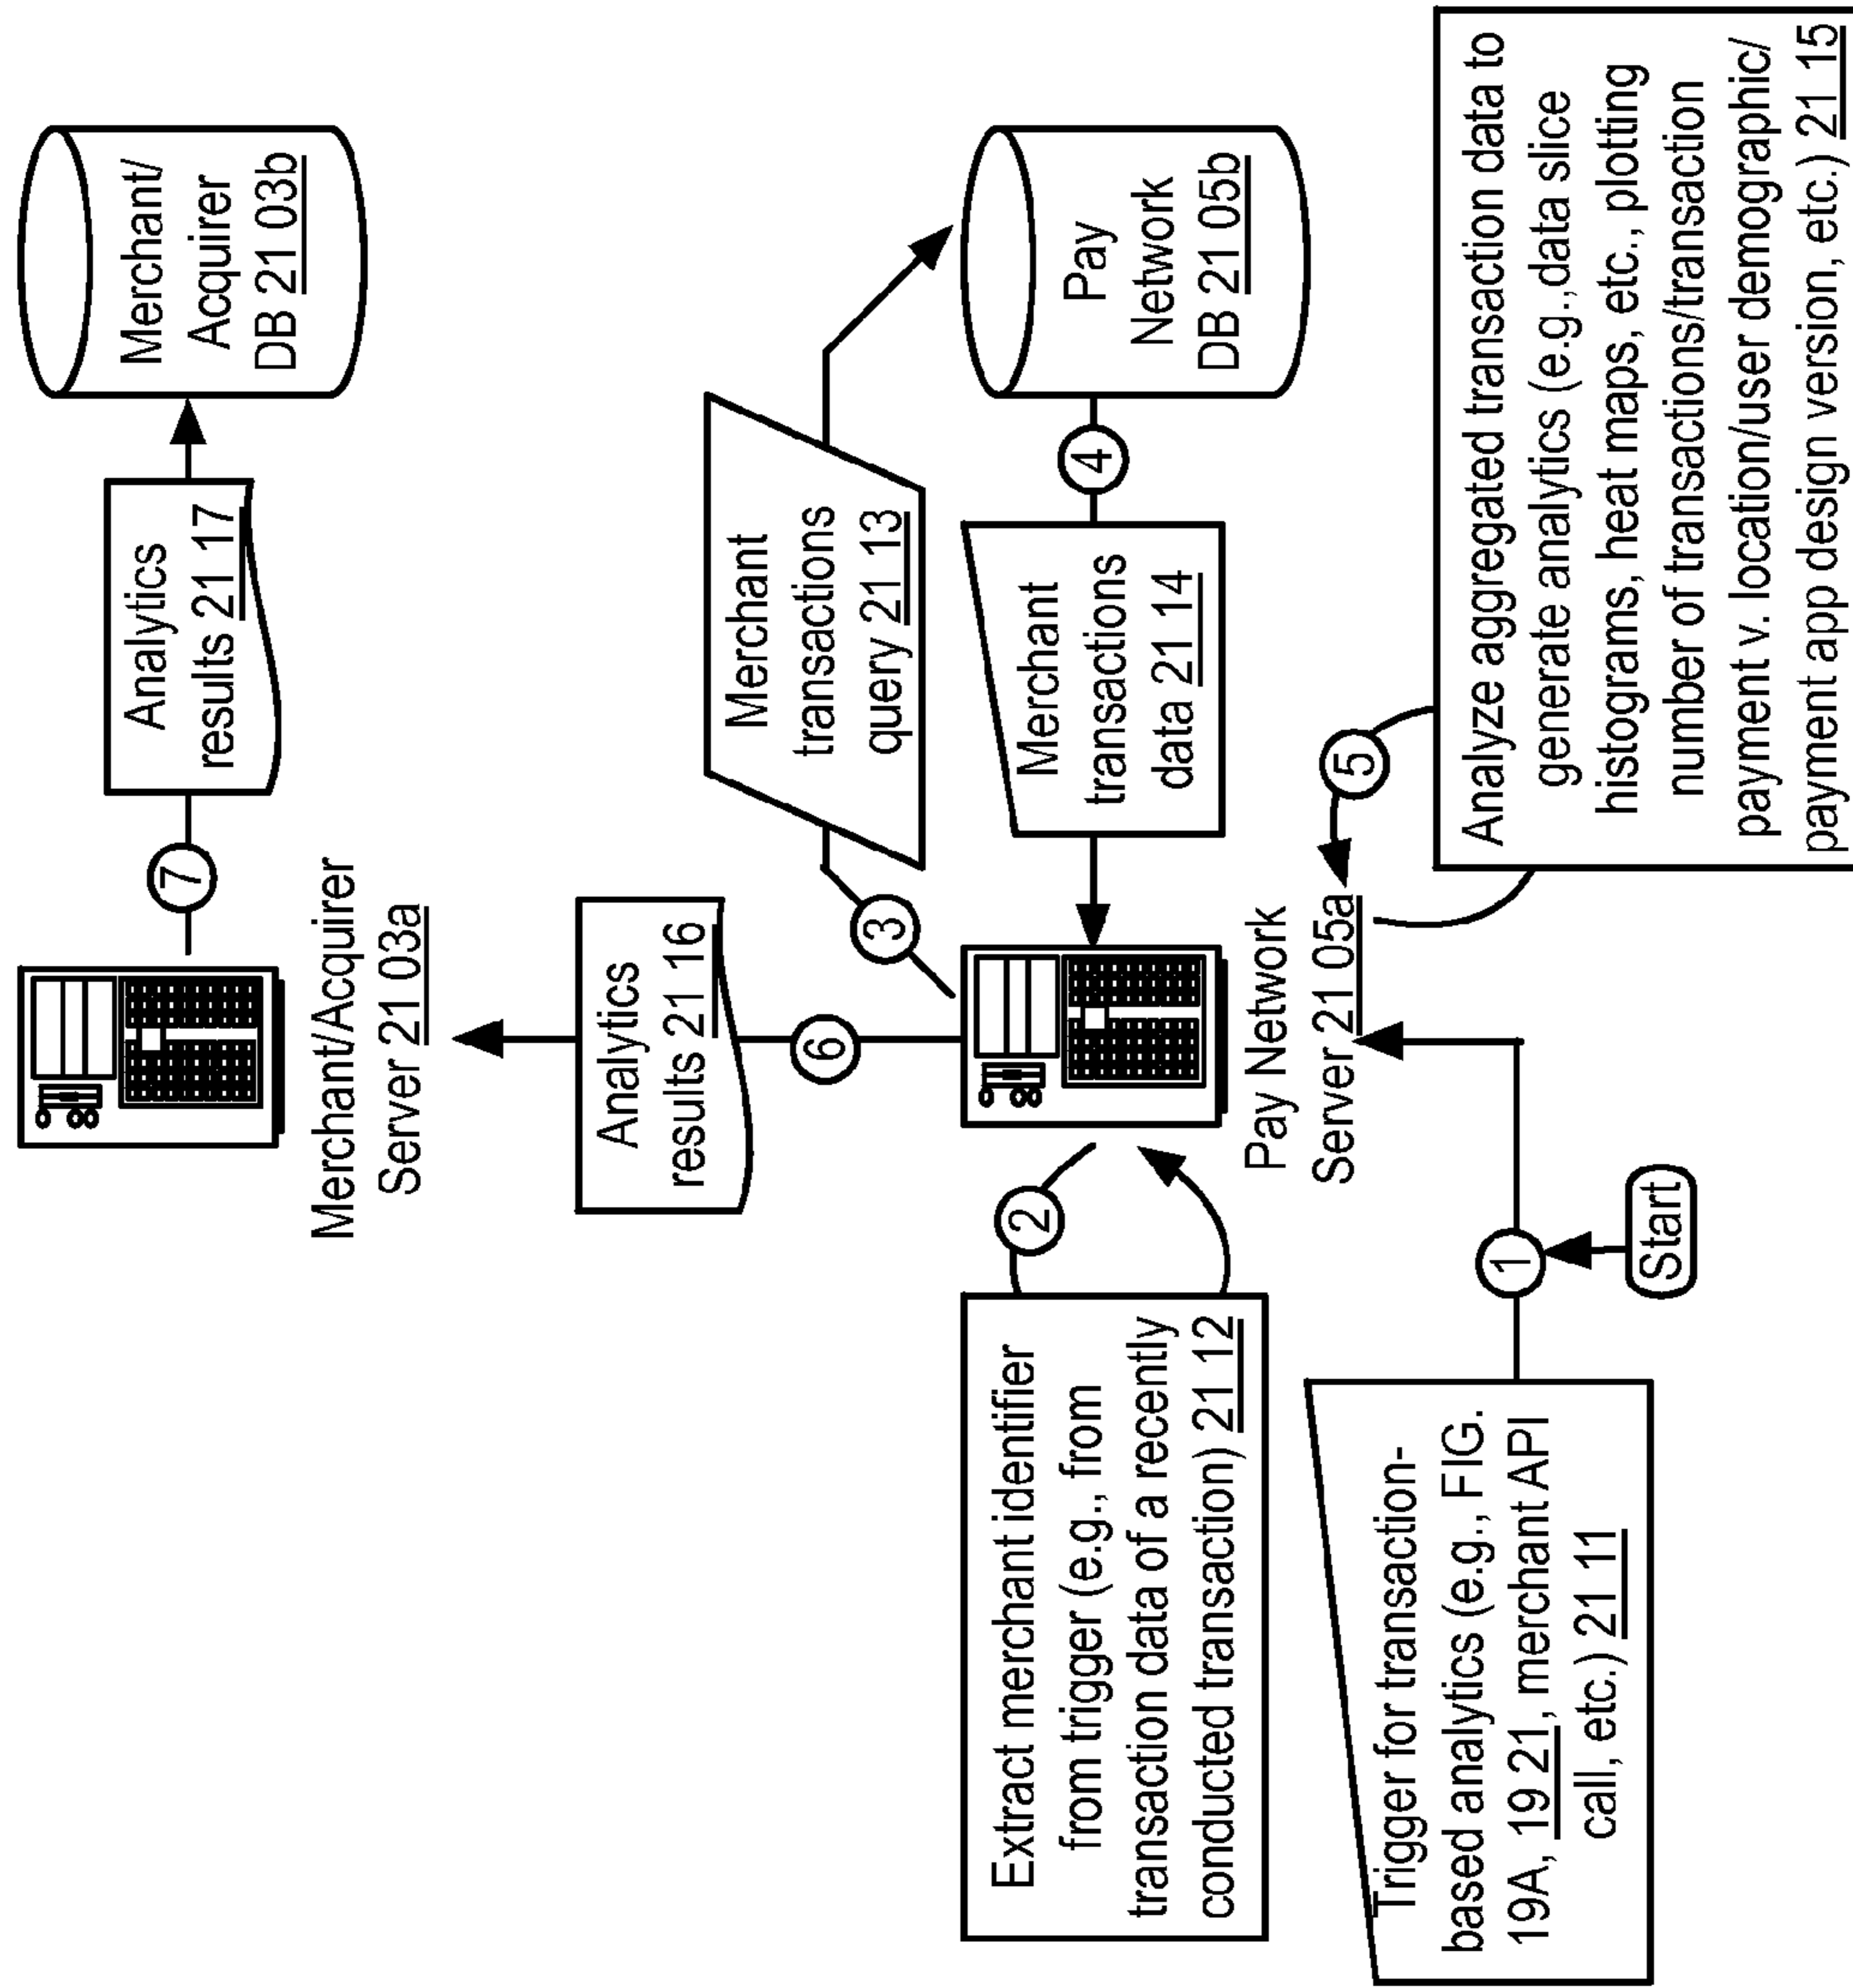 Merchant/Acquirer
Server 21 03a
7
Analytics
results 21 17
Merchant/
Acquirer
DB 21 03b
Analytics
results 21 16
6
Merchant
transactions
query 21 13
3
Pay
Network
DB 21 05b
4
Merchant
transactions
data 21 14
Extract merchant identifier
from trigger (e.g., from
transaction data of a recently
conducted transaction) 21 12
2
Pay Network
Server 21 05a
5
Trigger for transaction-
based analytics (e.g., FIG.
19A, 19 21, merchant API
call, etc.) 21 11
1
Start
Analyze aggregated transaction data to
generate analytics (e.g.,data slice
histograms, heat maps, etc., plotting
number of transactions/transaction
payment v. location/user demographic/
payment app design version, etc.) 21 15